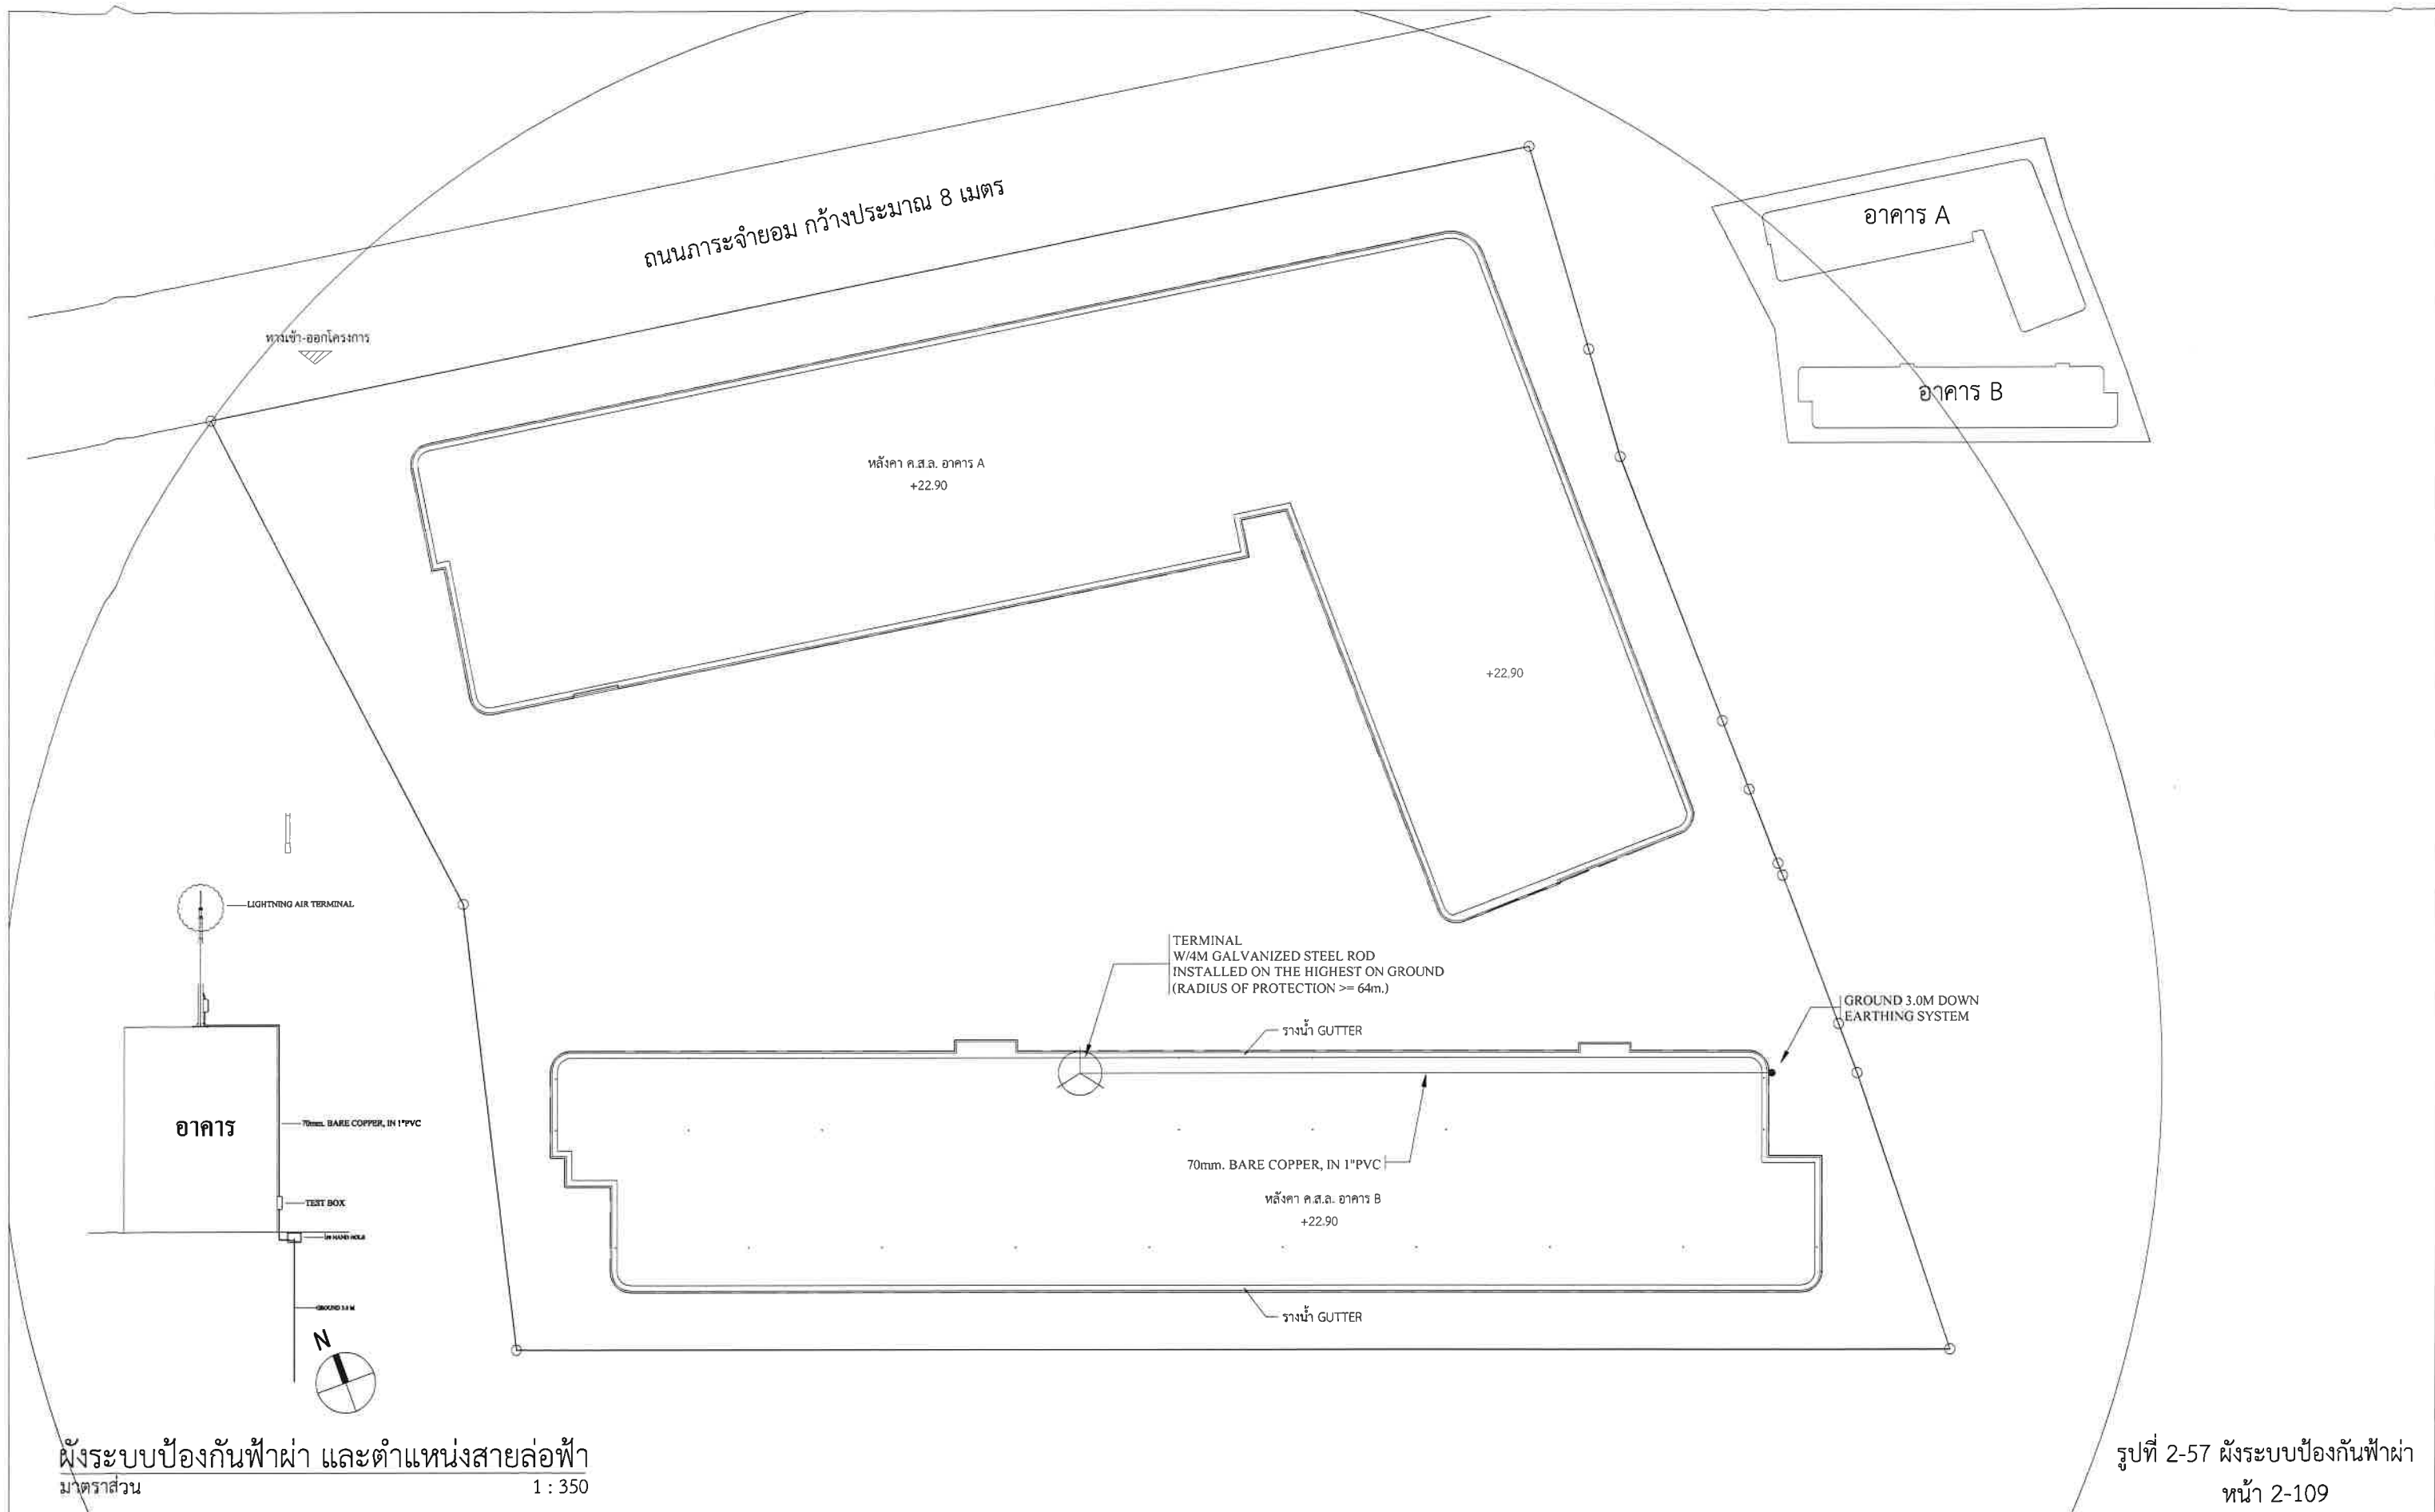 ถนนภาระจำยอม กว้างประมาณ 8 เมตร
ทางเข้า-ออกโครงการ
อาคาร A
อาคาร B
หลังคา ค.ส.ล. อาคาร A
+22.90
+22.90
LIGHTNING AIR TERMINAL
อาคาร
70mm. BARE COPPER, IN 1"PVC
TEST BOX
GROUND 3.0 M
N
TERMINAL
W/4M GALVANIZED STEEL ROD
INSTALLED ON THE HIGHEST ON GROUND
(RADIUS OF PROTECTION >= 64m.)
GROUND 3.0M DOWN
EARTHING SYSTEM
รางน้ำ GUTTER
70mm. BARE COPPER, IN 1"PVC
หลังคา ค.ส.ล. อาคาร B
+22.90
รางน้ำ GUTTER
ผังระบบป้องกันฟ้าผ่า และตำแหน่งสายล่อฟ้า
มาตราส่วน 1 : 350
รูปที่ 2-57 ผังระบบป้องกันฟ้าผ่า
หน้า 2-109